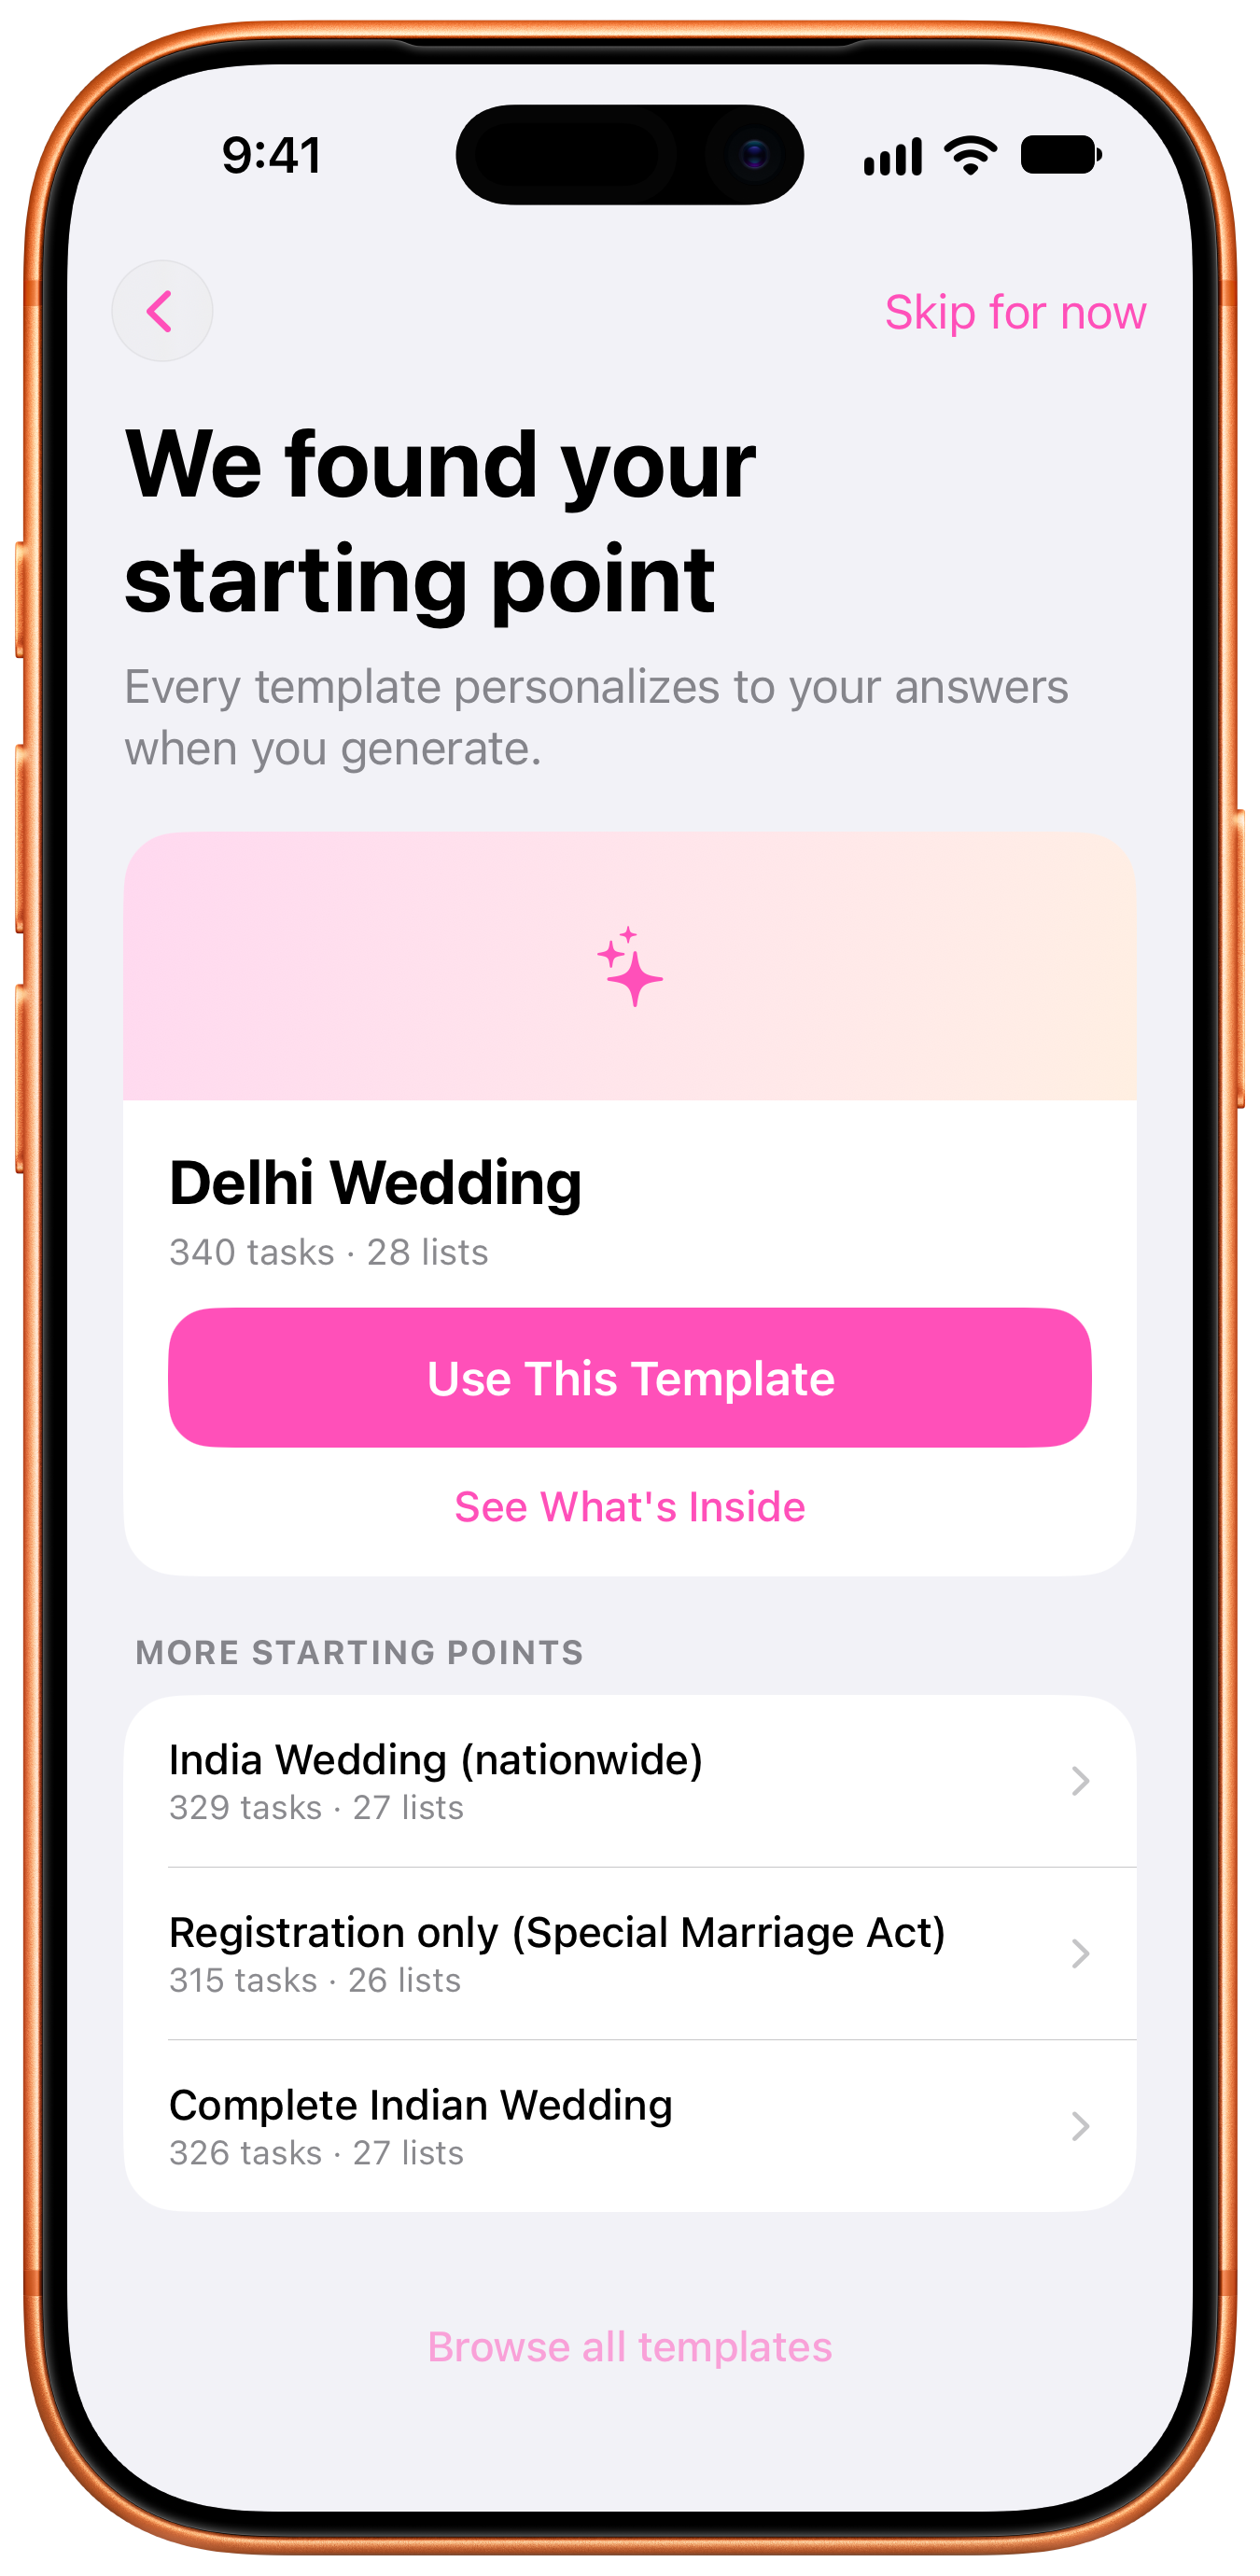 9:41
Skip for now
We found your
starting point
Every template personalizes to your answers
when you generate.
Delhi Wedding
340 tasks · 28 lists
Use This Template
See What's Inside
MORE STARTING POINTS
India Wedding (nationwide)
329 tasks · 27 lists
Registration only (Special Marriage Act)
315 tasks · 26 lists
Complete Indian Wedding
326 tasks · 27 lists
Browse all templates